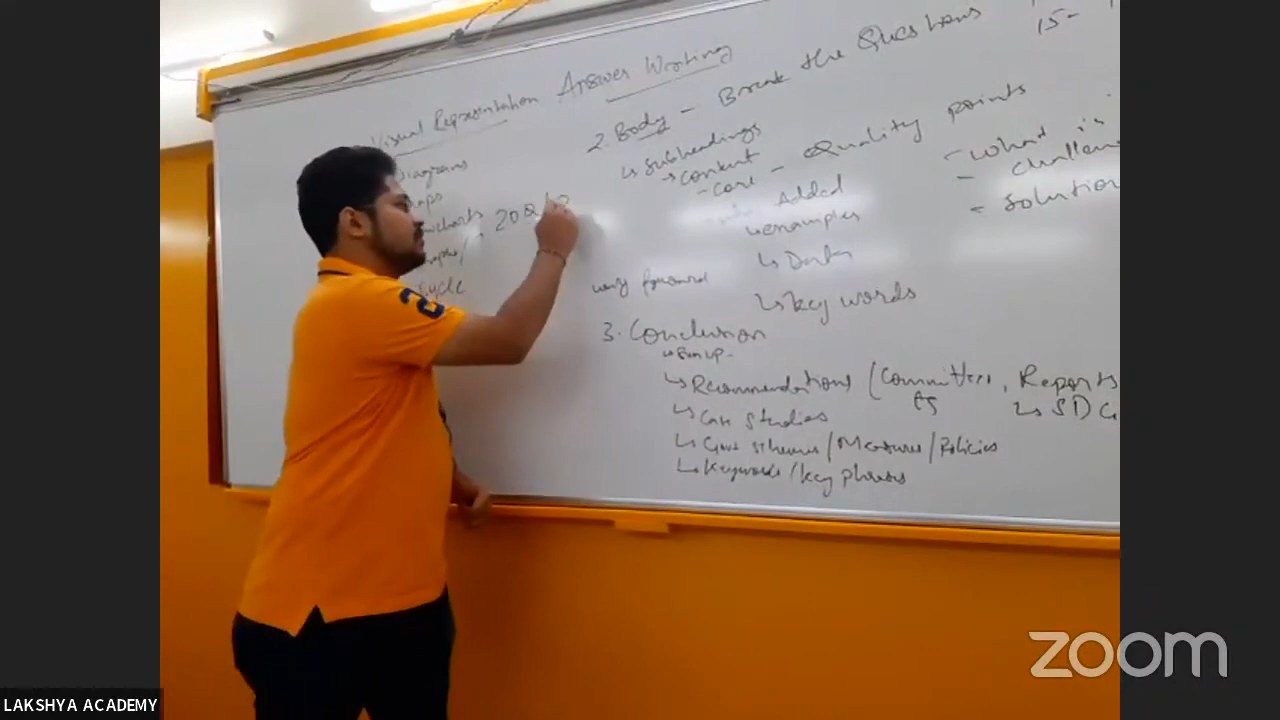 Visual Representation
Answer Writing
Diagrams
Cycle
2. Body - Break the Questions
15-
↳ Subheadings
→ Content
- Core - Quality points
Added
↳ examples
↳ Data
↳ Key words
- What is
- Challen
- Solution
way forward
3. Conclusion
↳ Sum up -
↳ Recommendations (Committees, Reports
↳ SDG
↳ Case Studies
↳ Govt Schemes/Measures/Policies
↳ Keywords/key phrases
2
zoom
LAKSHYA ACADEMY